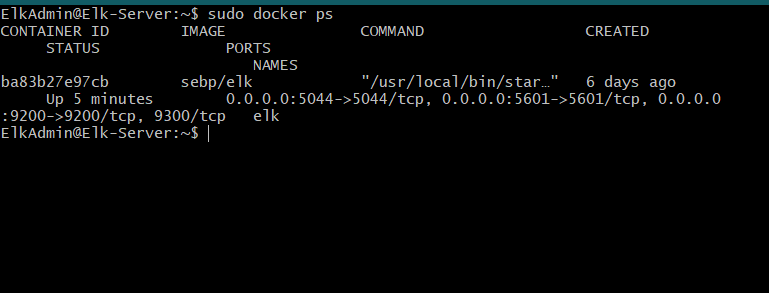 ElkAdmin@Elk-Server:~$ sudo docker ps
CONTAINER ID        IMAGE               COMMAND                  CREATED
     STATUS              PORTS
                            NAMES
ba83b27e97cb        sebp/elk            "/usr/local/bin/star…"   6 days ago
     Up 5 minutes        0.0.0.0:5044->5044/tcp, 0.0.0.0:5601->5601/tcp, 0.0.0.0
:9200->9200/tcp, 9300/tcp   elk
ElkAdmin@Elk-Server:~$